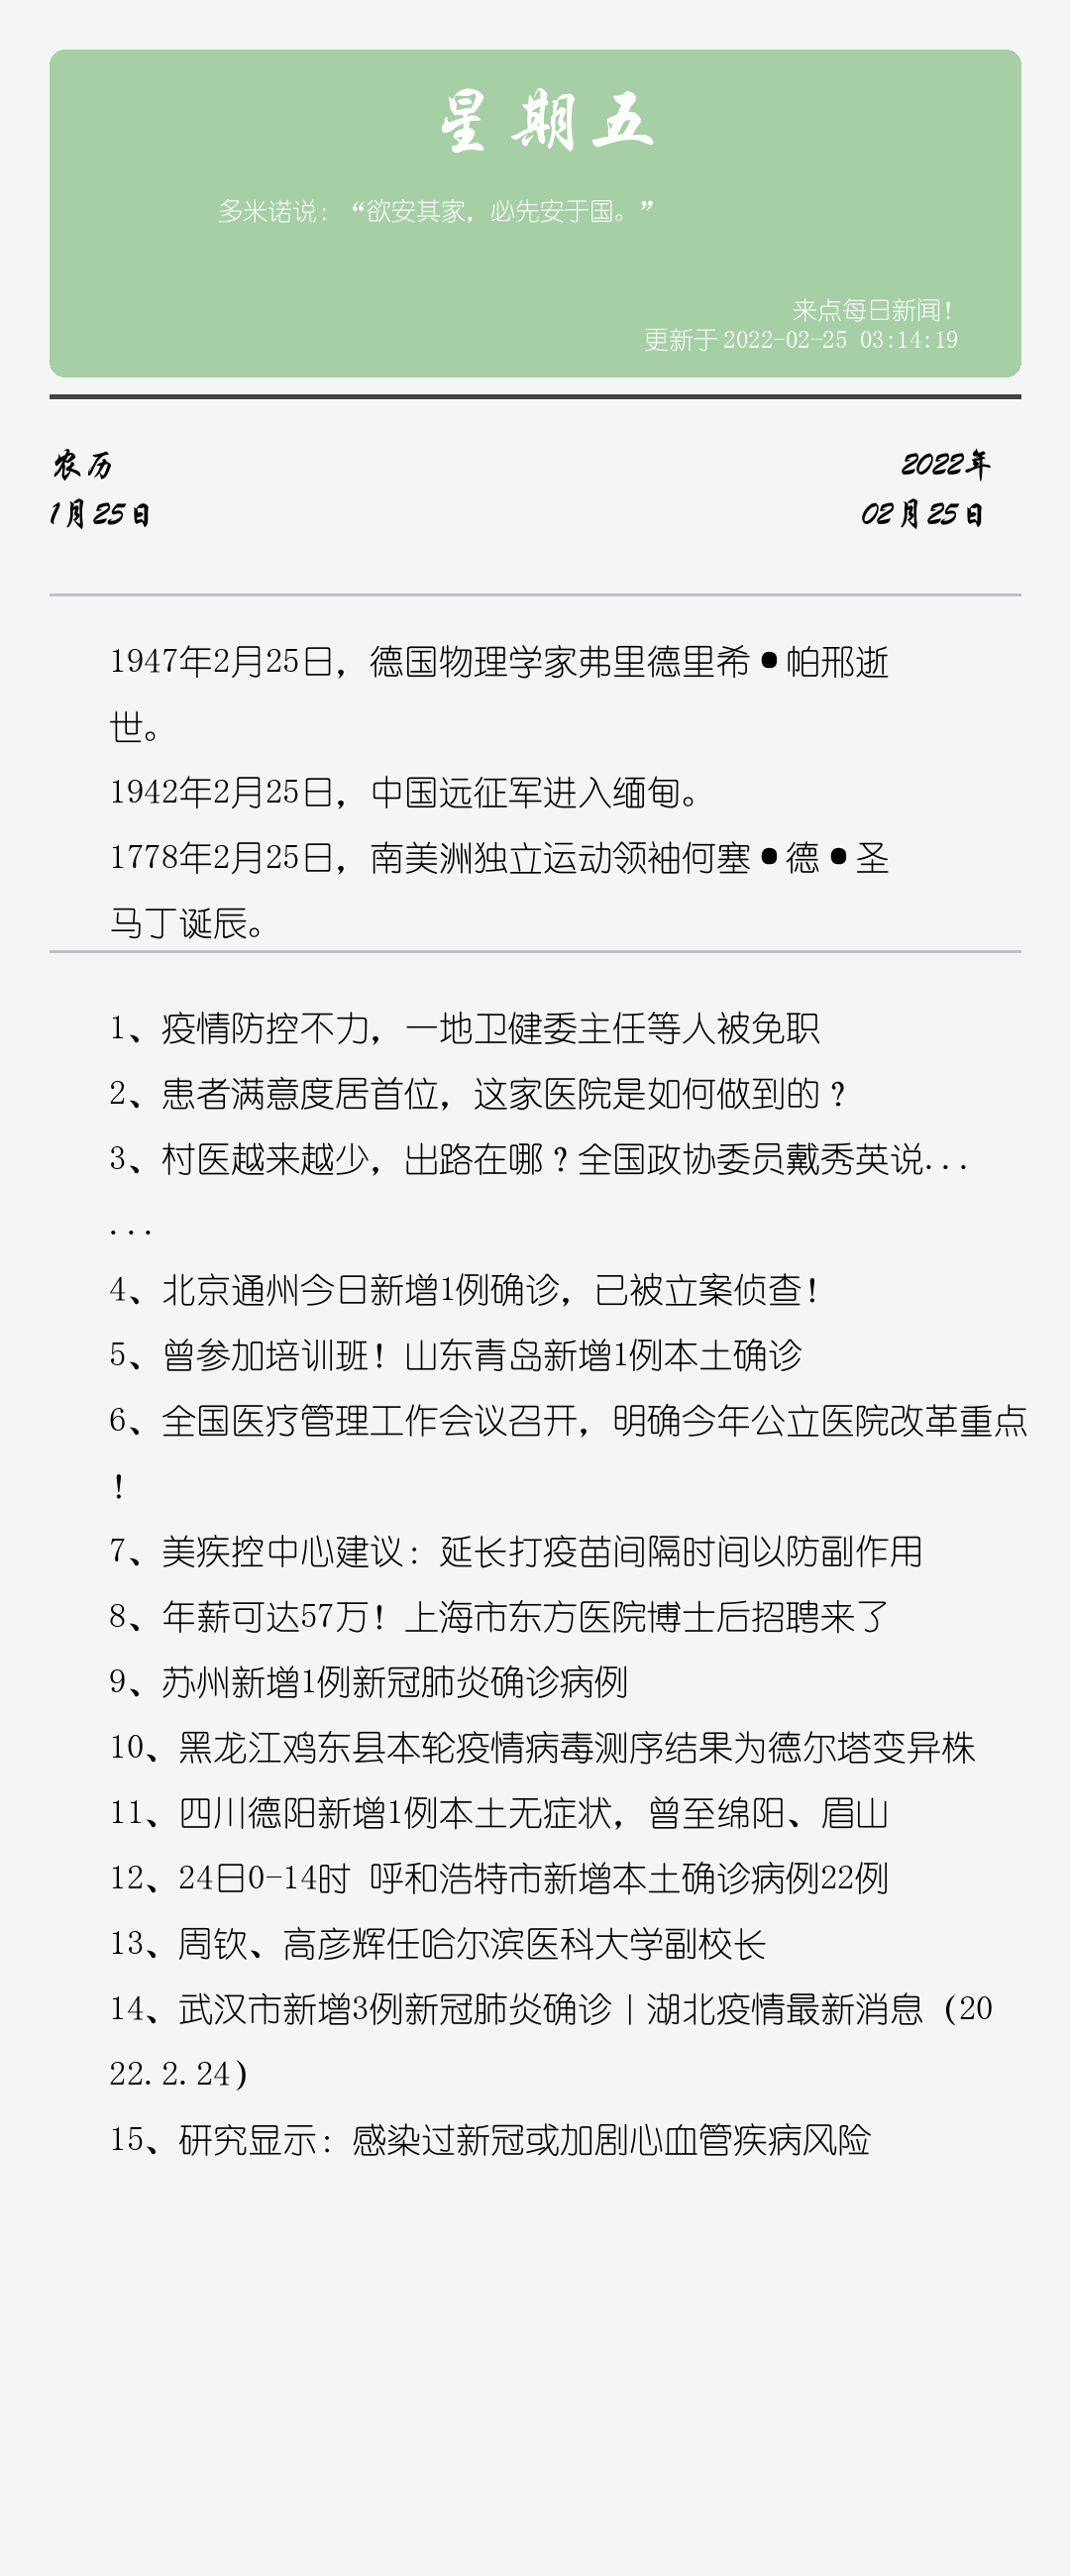 星期五
多米诺说：“欲安其家，必先安于国。”
来点每日新闻！
更新于 2022-02-25 03:14:19
农历
2022年
1月25日
02月25日
1947年2月25日，德国物理学家弗里德里希•帕邢逝
世。
1942年2月25日，中国远征军进入缅甸。
1778年2月25日，南美洲独立运动领袖何塞•德•圣
马丁诞辰。
1、疫情防控不力，一地卫健委主任等人被免职
2、患者满意度居首位，这家医院是如何做到的？
3、村医越来越少，出路在哪？全国政协委员戴秀英说...
...
4、北京通州今日新增1例确诊，已被立案侦查！
5、曾参加培训班！山东青岛新增1例本土确诊
6、全国医疗管理工作会议召开，明确今年公立医院改革重点
！
7、美疾控中心建议：延长打疫苗间隔时间以防副作用
8、年薪可达57万！上海市东方医院博士后招聘来了
9、苏州新增1例新冠肺炎确诊病例
10、黑龙江鸡东县本轮疫情病毒测序结果为德尔塔变异株
11、四川德阳新增1例本土无症状，曾至绵阳、眉山
12、24日0-14时 呼和浩特市新增本土确诊病例22例
13、周钦、高彦辉任哈尔滨医科大学副校长
14、武汉市新增3例新冠肺炎确诊｜湖北疫情最新消息（20
22.2.24）
15、研究显示：感染过新冠或加剧心血管疾病风险